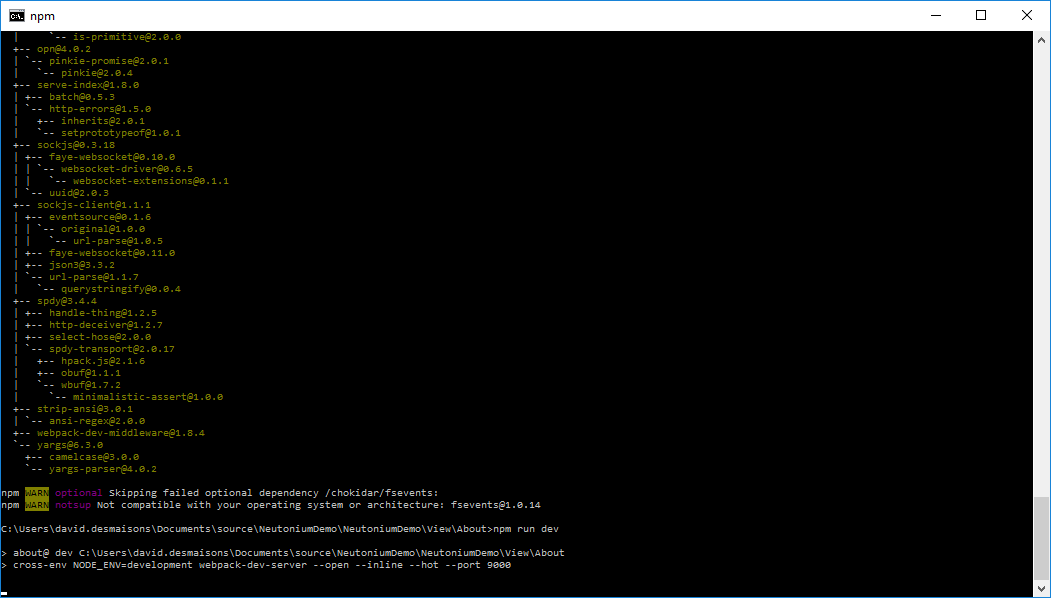 npm
|     `-- is-primitive@2.0.0
+-- opn@4.0.2
| `-- pinkie-promise@2.0.1
|   `-- pinkie@2.0.4
+-- serve-index@1.8.0
| +-- batch@0.5.3
| `-- http-errors@1.5.0
|   +-- inherits@2.0.1
|   `-- setprototypeof@1.0.1
+-- sockjs@0.3.18
| +-- faye-websocket@0.10.0
| | `-- websocket-driver@0.6.5
| |   `-- websocket-extensions@0.1.1
| `-- uuid@2.0.3
+-- sockjs-client@1.1.1
| +-- eventsource@0.1.6
| | `-- original@1.0.0
| |   `-- url-parse@1.0.5
| +-- faye-websocket@0.11.0
| +-- json3@3.3.2
| `-- url-parse@1.1.7
|   `-- querystringify@0.0.4
+-- spdy@3.4.4
| +-- handle-thing@1.2.5
| +-- http-deceiver@1.2.7
| +-- select-hose@2.0.0
| `-- spdy-transport@2.0.17
|   +-- hpack.js@2.1.6
|   +-- obuf@1.1.1
|   `-- wbuf@1.7.2
|     `-- minimalistic-assert@1.0.0
+-- strip-ansi@3.0.1
| `-- ansi-regex@2.0.0
+-- webpack-dev-middleware@1.8.4
`-- yargs@6.3.0
  +-- camelcase@3.0.0
  `-- yargs-parser@4.0.2
npm WARN optional Skipping failed optional dependency /chokidar/fsevents:
npm WARN notsup Not compatible with your operating system or architecture: fsevents@1.0.14
C:\Users\david.desmaisons\Documents\source\NeutoniumDemo\NeutoniumDemo\View\About>npm run dev
> about@ dev C:\Users\david.desmaisons\Documents\source\NeutoniumDemo\NeutoniumDemo\View\About
> cross-env NODE_ENV=development webpack-dev-server --open --inline --hot --port 9000